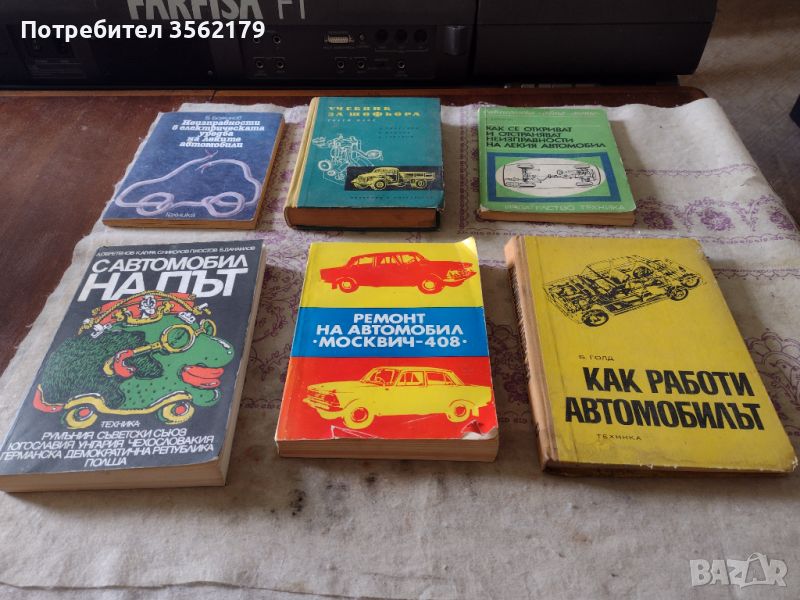 Потребител 3562219
FARFISA F1
Неизправности
в електрическата
уредба
на леките
автомобили
Техника
УЧЕБНИК
ЗА ШОФЬОРА
КАК СЕ ОТКРИВАТ
И ОТСТРАНЯВАТ
НЕИЗПРАВНОСТИ
НА ЛЕКИЯ АВТОМОБИЛ
ИЗДАТЕЛСТВО ТЕХНИКА
С АВТОМОБИЛ
НА ПЪТ
ТЕХНИКА
РУМЪНИЯ СЪВЕТСКИ СЪЮЗ
ЮГОСЛАВИЯ УНГАРИЯ ЧЕХОСЛОВАКИЯ
ГЕРМАНСКА ДЕМОКРАТИЧНА РЕПУБЛИКА
ПОЛША
РЕМОНТ
НА АВТОМОБИЛ
·МОСКВИЧ-408·
Б. ГОЛД
КАК РАБОТИ
АВТОМОБИЛЪТ
ТЕХНИКА
BAZAR